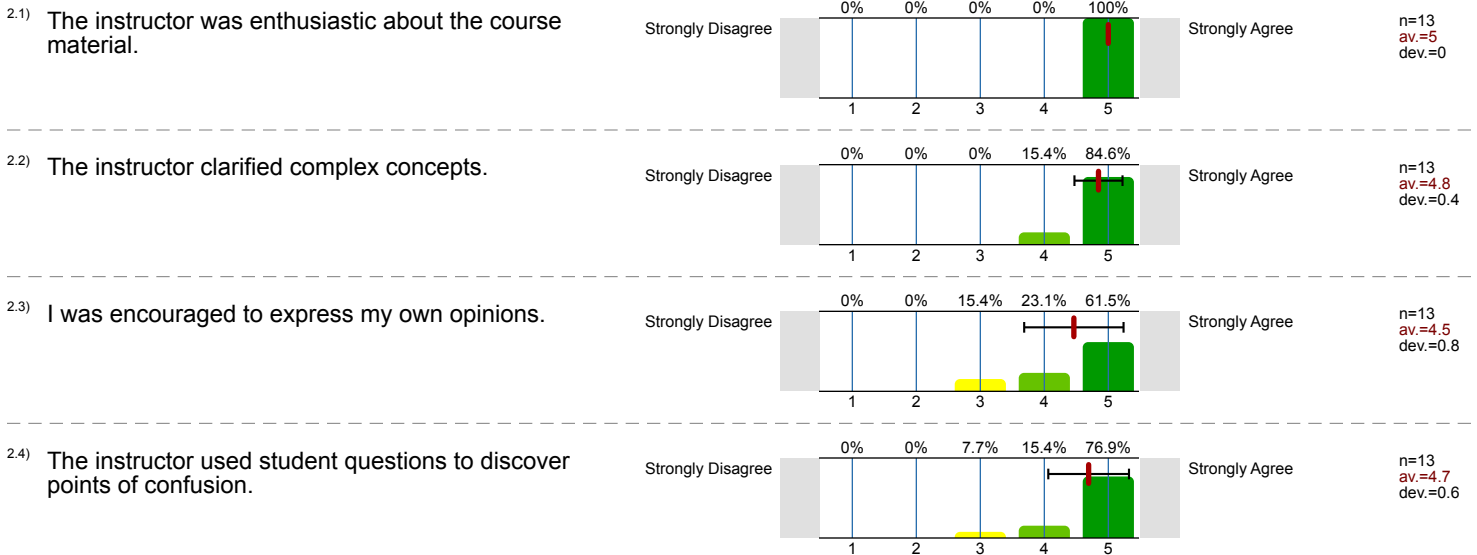 2.1) The instructor was enthusiastic about the course
material.
0% 0% 0% 0% 100%
Strongly Disagree Strongly Agree
1 2 3 4 5
n=13
av.=5
dev.=0
2.2) The instructor clarified complex concepts.
0% 0% 0% 15.4% 84.6%
Strongly Disagree Strongly Agree
1 2 3 4 5
n=13
av.=4.8
dev.=0.4
2.3) I was encouraged to express my own opinions.
0% 0% 15.4% 23.1% 61.5%
Strongly Disagree Strongly Agree
1 2 3 4 5
n=13
av.=4.5
dev.=0.8
2.4) The instructor used student questions to discover
points of confusion.
0% 0% 7.7% 15.4% 76.9%
Strongly Disagree Strongly Agree
1 2 3 4 5
n=13
av.=4.7
dev.=0.6